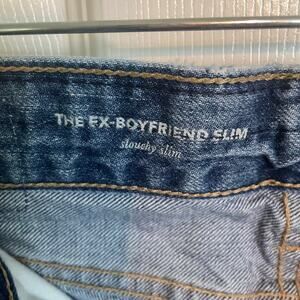 THE EX-BOYFRIEND SLIM
slouchy slim